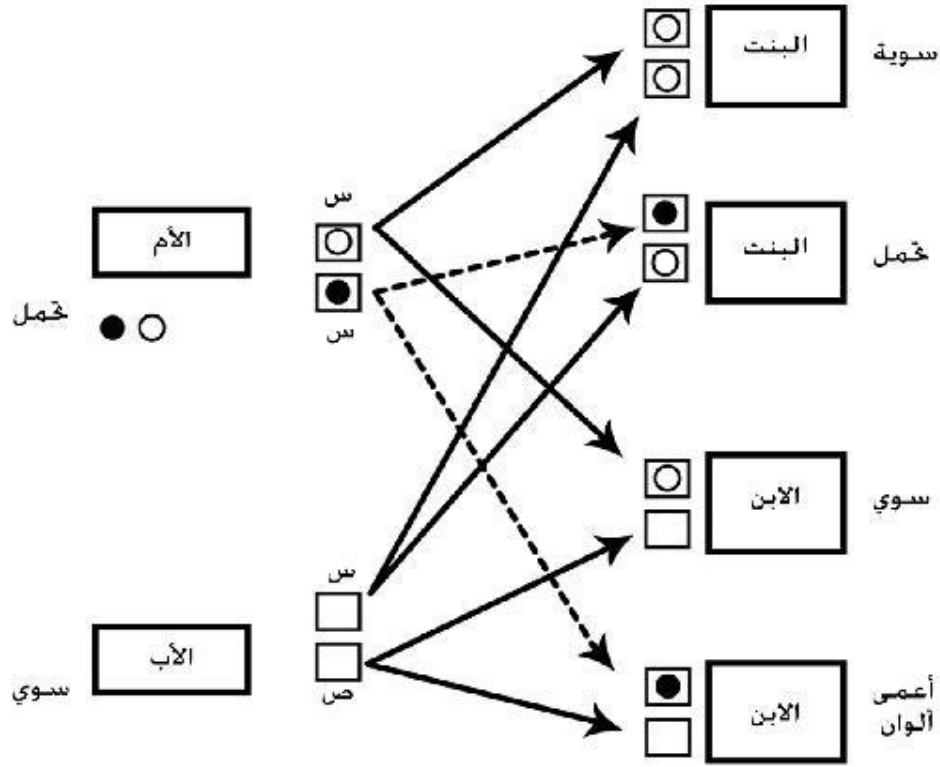 البنت
سوية
س
الأم
تحمل
س
البنت
تحمل
الابن
سوي
س
الأب
سوي
ص
الابن
أعمى
ألوان